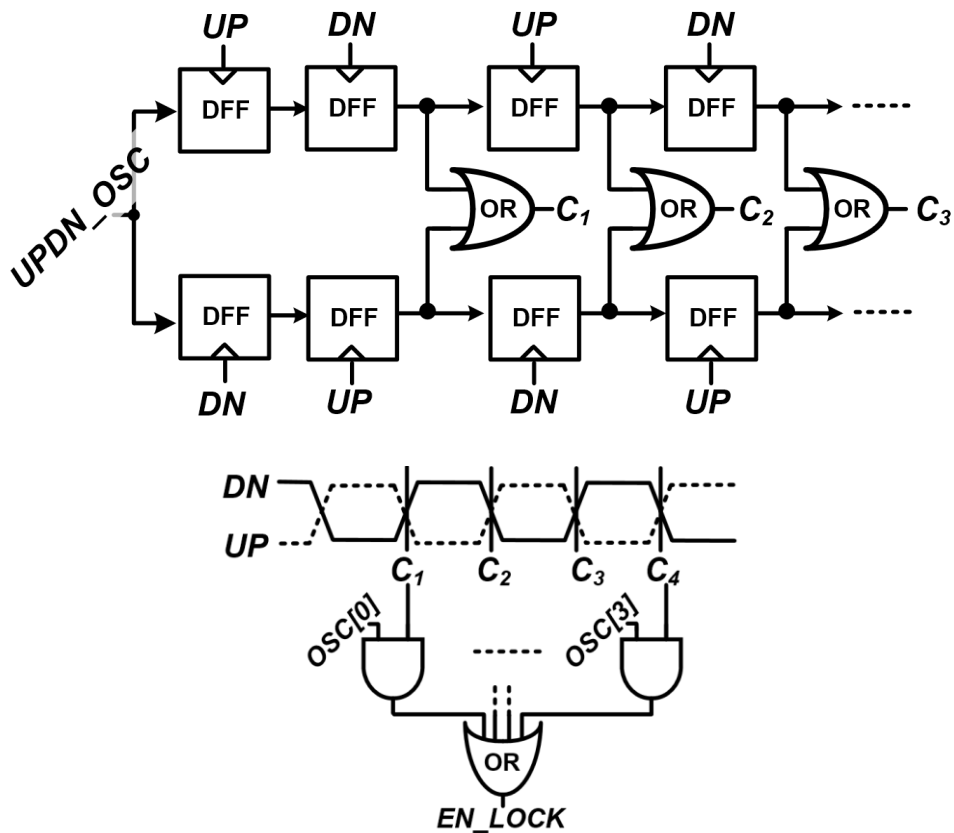 UP DN UP DN
DFF DFF DFF DFF
UPDN_OSC
OR C1 OR C2 OR C3
DFF DFF DFF DFF
DN UP DN UP
DN
UP
C1 C2 C3 C4
OSC[0] OSC[3]
OR
EN_LOCK